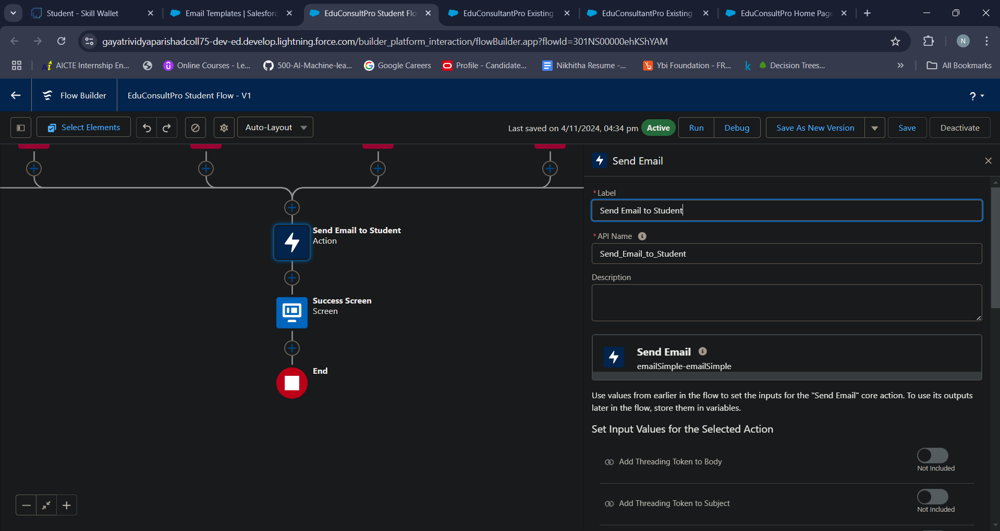 Student - Skill Wallet
Email Templates | Salesforc
EduConsultPro Student Flo
EduConsultantPro Existing
EduConsultantPro Existing
EduConsultPro Home Page
gayatrividyaparishadcoll75-dev-ed.develop.lightning.force.com/builder_platform_interaction/flowBuilder.app?flowId=301NS00000ehKShYAM
N
AICTE Internship En...
Online Courses - Le...
500-AI-Machine-lea...
Google Careers
Profile - Candidate...
Nikhitha Resume -...
Ybi Foundation - FR...
k
Decision Trees...
»
All Bookmarks
Flow Builder
EduConsultPro Student Flow - V1
?
Select Elements
Auto-Layout
Last saved on 4/11/2024, 04:34 pm
Active
Run
Debug
Save As New Version
Save
Deactivate
Send Email to Student
Action
Success Screen
Screen
End
Send Email
* Label
Send Email to Student
* API Name
Send_Email_to_Student
Description
Send Email
emailSimple-emailSimple
Use values from earlier in the flow to set the inputs for the "Send Email" core action. To use its outputs
later in the flow, store them in variables.
Set Input Values for the Selected Action
Add Threading Token to Body
Not Included
Add Threading Token to Subject
Not Included